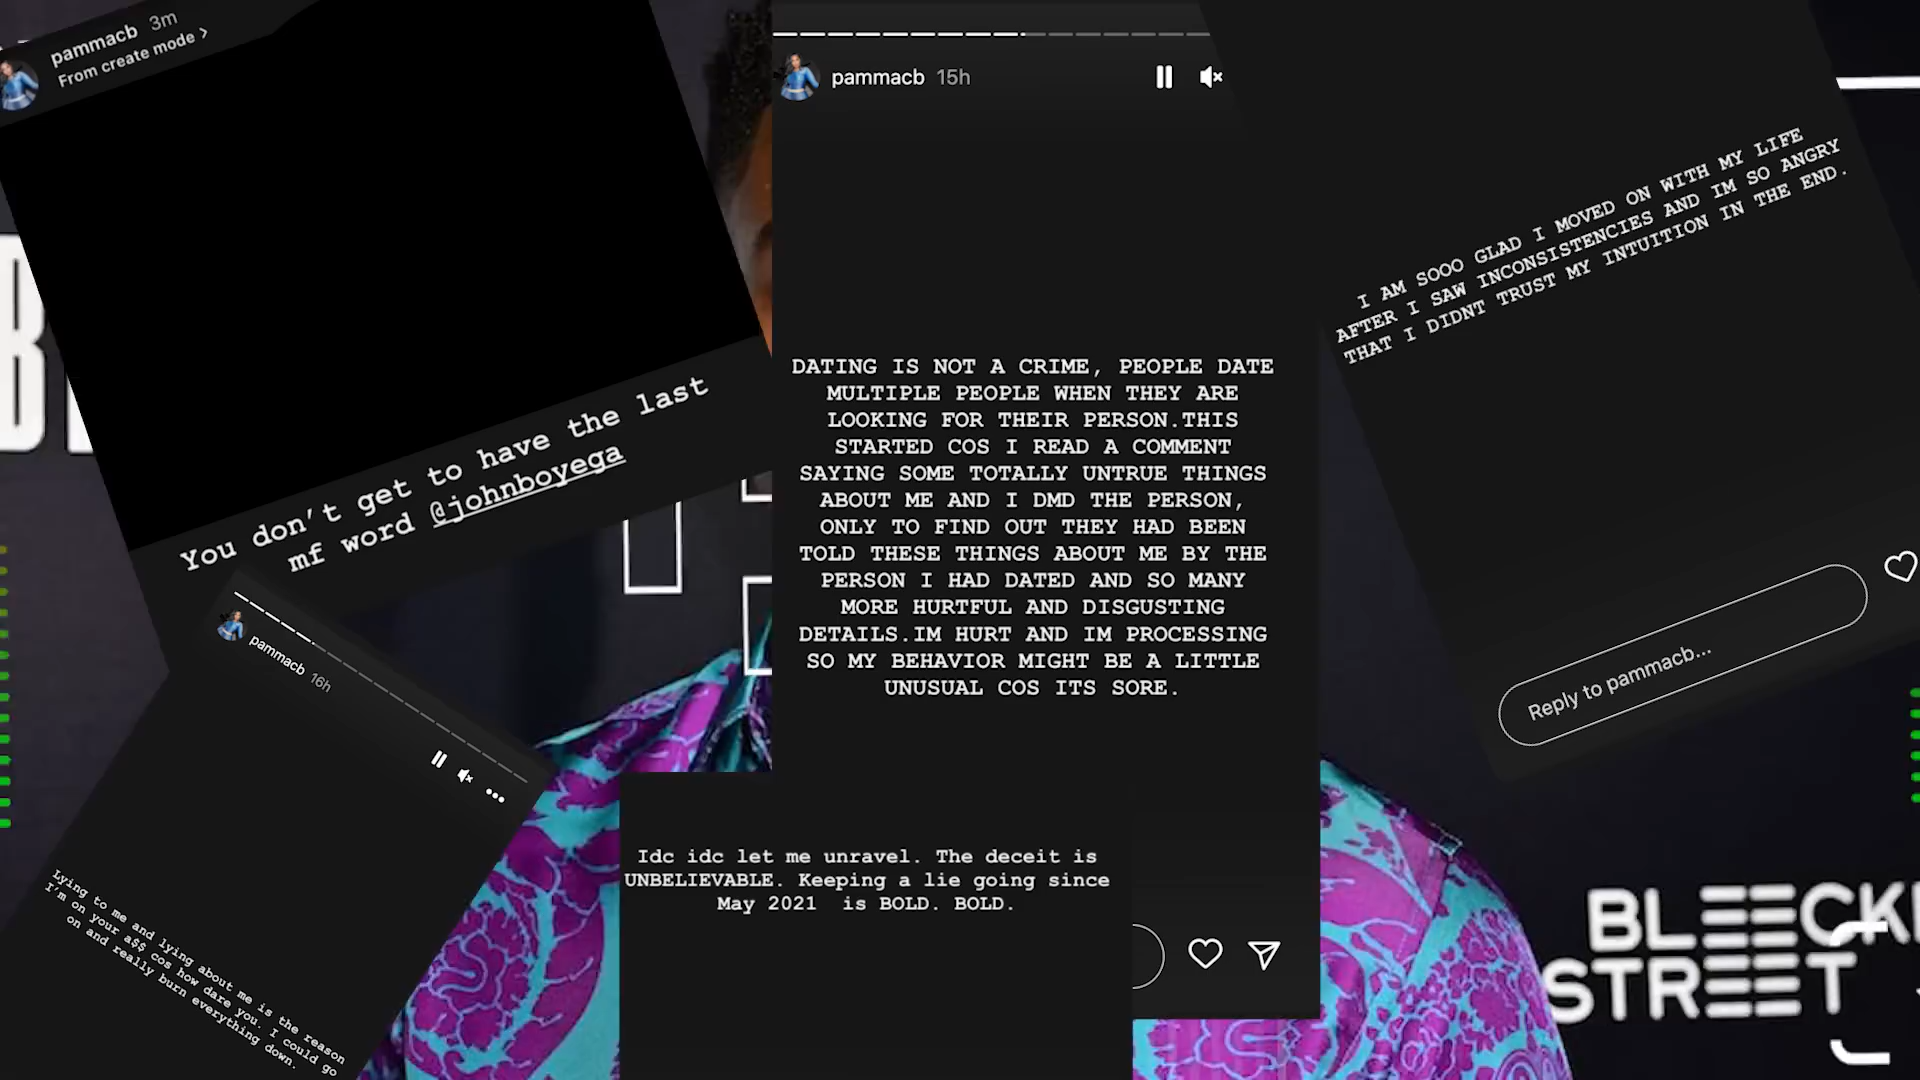 pammacb 3m
From create mode >
You don't get to have the last
mf word @johnboyega
pammacb 16h
Lying to me and lying about me is the reason
I'm on your a$$ cos how dare you. I could go
on and really burn everything down.
pammacb 15h
DATING IS NOT A CRIME, PEOPLE DATE
MULTIPLE PEOPLE WHEN THEY ARE
LOOKING FOR THEIR PERSON.THIS
STARTED COS I READ A COMMENT
SAYING SOME TOTALLY UNTRUE THINGS
ABOUT ME AND I DMD THE PERSON,
ONLY TO FIND OUT THEY HAD BEEN
TOLD THESE THINGS ABOUT ME BY THE
PERSON I HAD DATED AND SO MANY
MORE HURTFUL AND DISGUSTING
DETAILS.IM HURT AND IM PROCESSING
SO MY BEHAVIOR MIGHT BE A LITTLE
UNUSUAL COS ITS SORE.
Idc idc let me unravel. The deceit is
UNBELIEVABLE. Keeping a lie going since
May 2021 is BOLD. BOLD.
I AM SOOO GLAD I MOVED ON WITH MY LIFE
AFTER I SAW INCONSISTENCIES AND IM SO ANGRY
THAT I DIDNT TRUST MY INTUITION IN THE END.
Reply to pammacb...
BLEECK
STREET